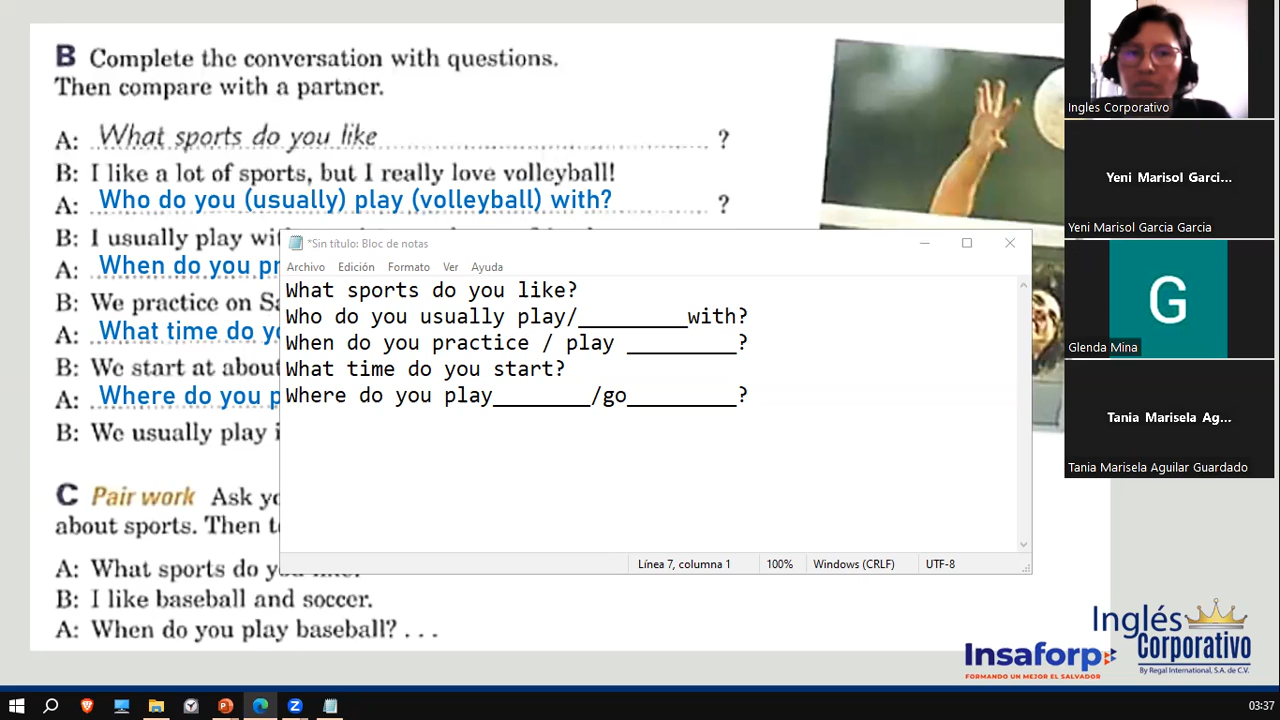 B Complete the conversation with questions.
Then compare with a partner.
A: What sports do you like ?
B: I like a lot of sports, but I really love volleyball!
A: Who do you (usually) play (volleyball) with? ?
B: I usually play
A: When do you
B: We practice on
A: What time do
B: We start at about
A: Where do you
B: We usually play
C Pair work Ask
about sports. Then
A: What sports do
B: I like baseball and soccer.
A: When do you play baseball? . . .
*Sin título: Bloc de notas
Archivo Edición Formato Ver Ayuda
What sports do you like?
Who do you usually play/_________with?
When do you practice / play _________?
What time do you start?
Where do you play________/go_________?
Línea 7, columna 1 100% Windows (CRLF) UTF-8
Ingles Corporativo
Yeni Marisol Garci...
Yeni Marisol Garcia Garcia
G
Glenda Mina
Tania Marisela Ag...
Tania Marisela Aguilar Guardado
Insaforp
FORMANDO UN MEJOR EL SALVADOR
Inglés
Corporativo
By Regal International, S.A. de C.V.
03:37